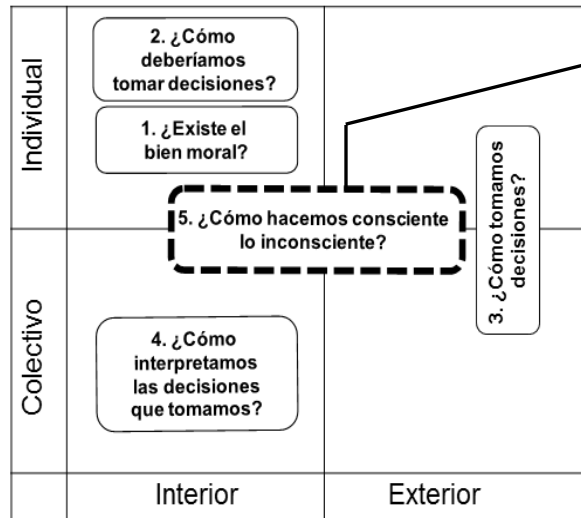 Individual
2. ¿Cómo
deberíamos
tomar decisiones?
1. ¿Existe el
bien moral?
5. ¿Cómo hacemos consciente
lo inconsciente?
3. ¿Cómo tomamos
decisiones?
Colectivo
4. ¿Cómo
interpretamos
las decisiones
que tomamos?
Interior
Exterior